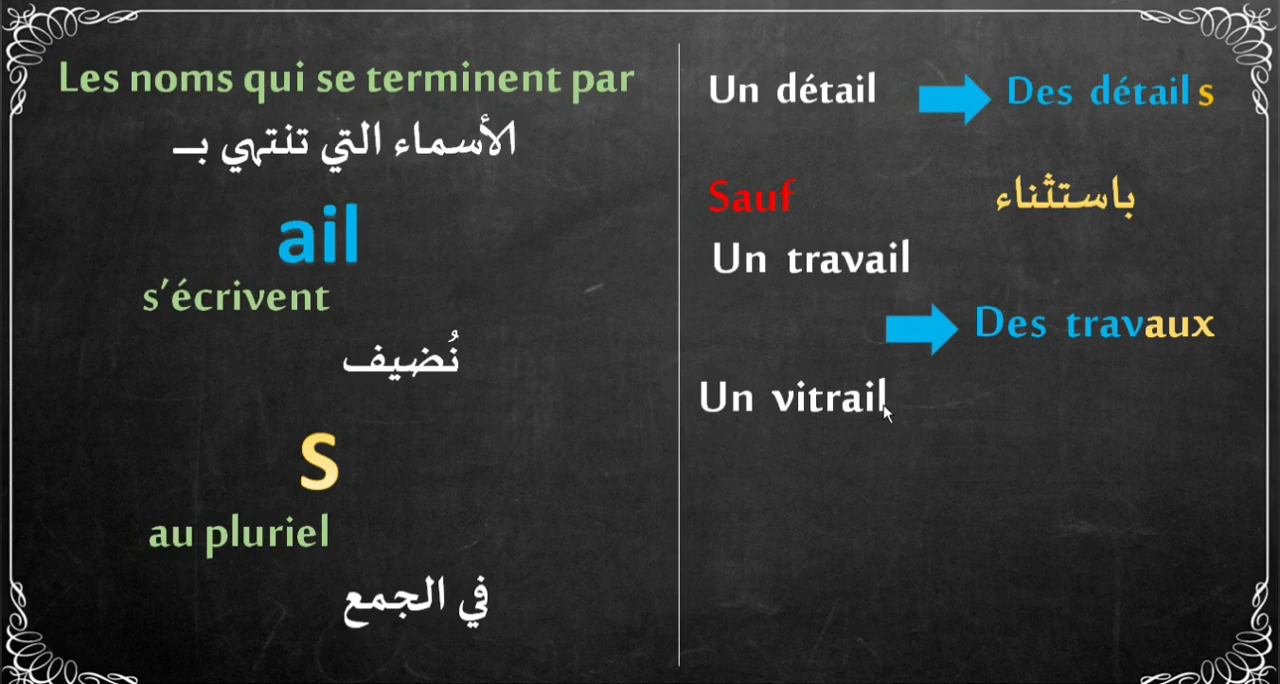 Les noms qui se terminent par
الأسماء التي تنتهي بـ
ail
s'écrivent
نُضيف
S
au pluriel
في الجمع
Un détail Des détails
Sauf باستثناء
Un travail
Des travaux
Un vitrail